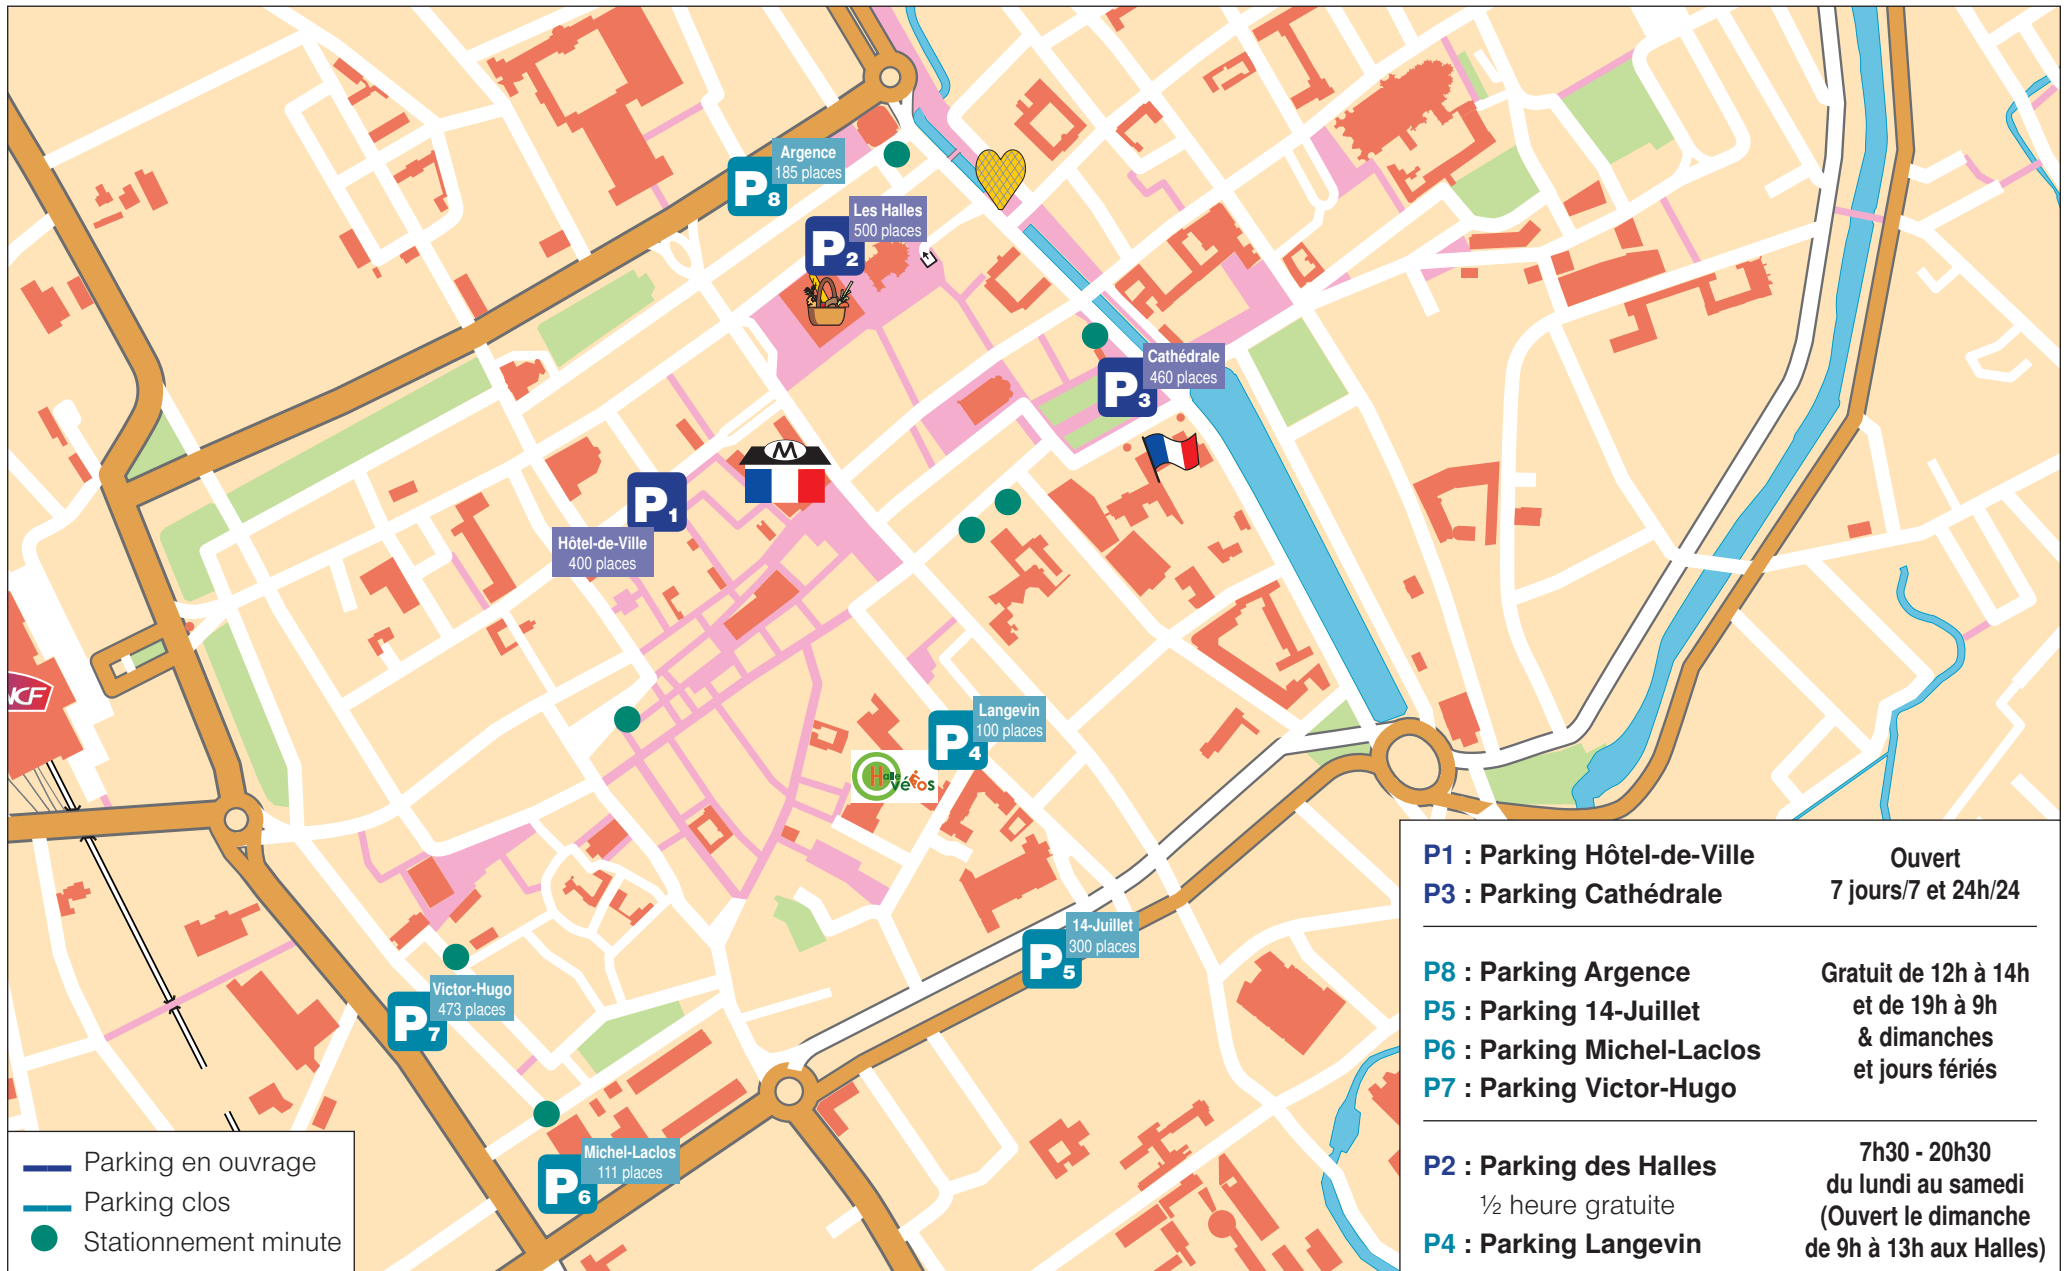 Argence
185 places
P8
Les Halles
500 places
P2
Cathédrale
460 places
P3
M
P1
Hôtel-de-Ville
400 places
NCF
Langevin
100 places
P4
Halle
vélos
14-Juillet
300 places
P5
Victor-Hugo
473 places
P7
Michel-Laclos
111 places
P6
Parking en ouvrage
Parking clos
Stationnement minute
P1 : Parking Hôtel-de-Ville
P3 : Parking Cathédrale
Ouvert
7 jours/7 et 24h/24
P8 : Parking Argence
P5 : Parking 14-Juillet
P6 : Parking Michel-Laclos
P7 : Parking Victor-Hugo
Gratuit de 12h à 14h
et de 19h à 9h
& dimanches
et jours fériés
P2 : Parking des Halles
½ heure gratuite
P4 : Parking Langevin
7h30 - 20h30
du lundi au samedi
(Ouvert le dimanche
de 9h à 13h aux Halles)